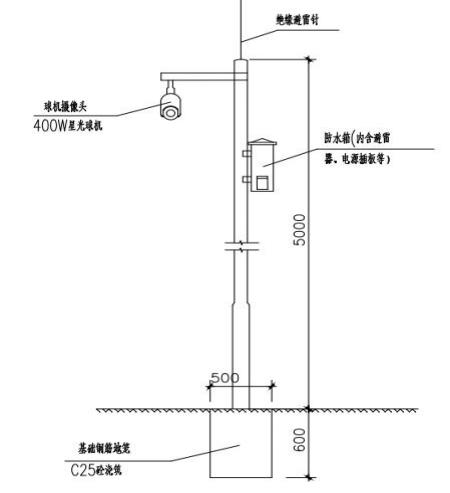 绝缘避雷针
球机摄像头
400W星光球机
防水箱(内含避雷
器、电源插板等)
5000
500
600
基础钢筋地笼
C25砼浇筑